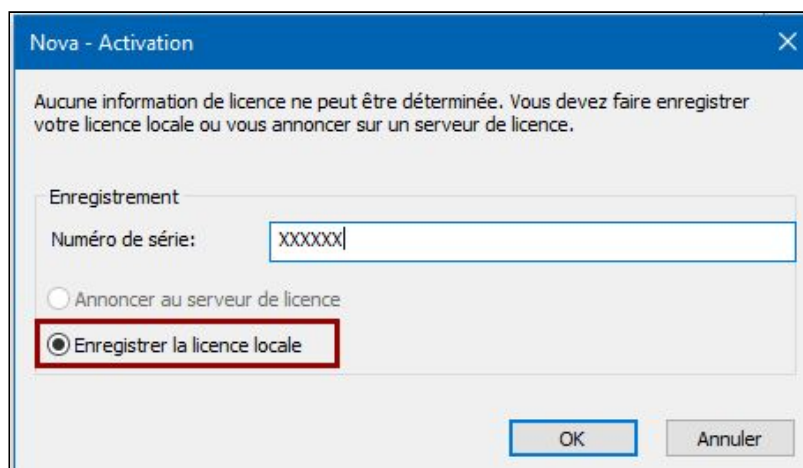 Nova - Activation
Aucune information de licence ne peut être déterminée. Vous devez faire enregistrer
votre licence locale ou vous annoncer sur un serveur de licence.
Enregistrement
Numéro de série: XXXXXX
Annoncer au serveur de licence
Enregistrer la licence locale
OK Annuler